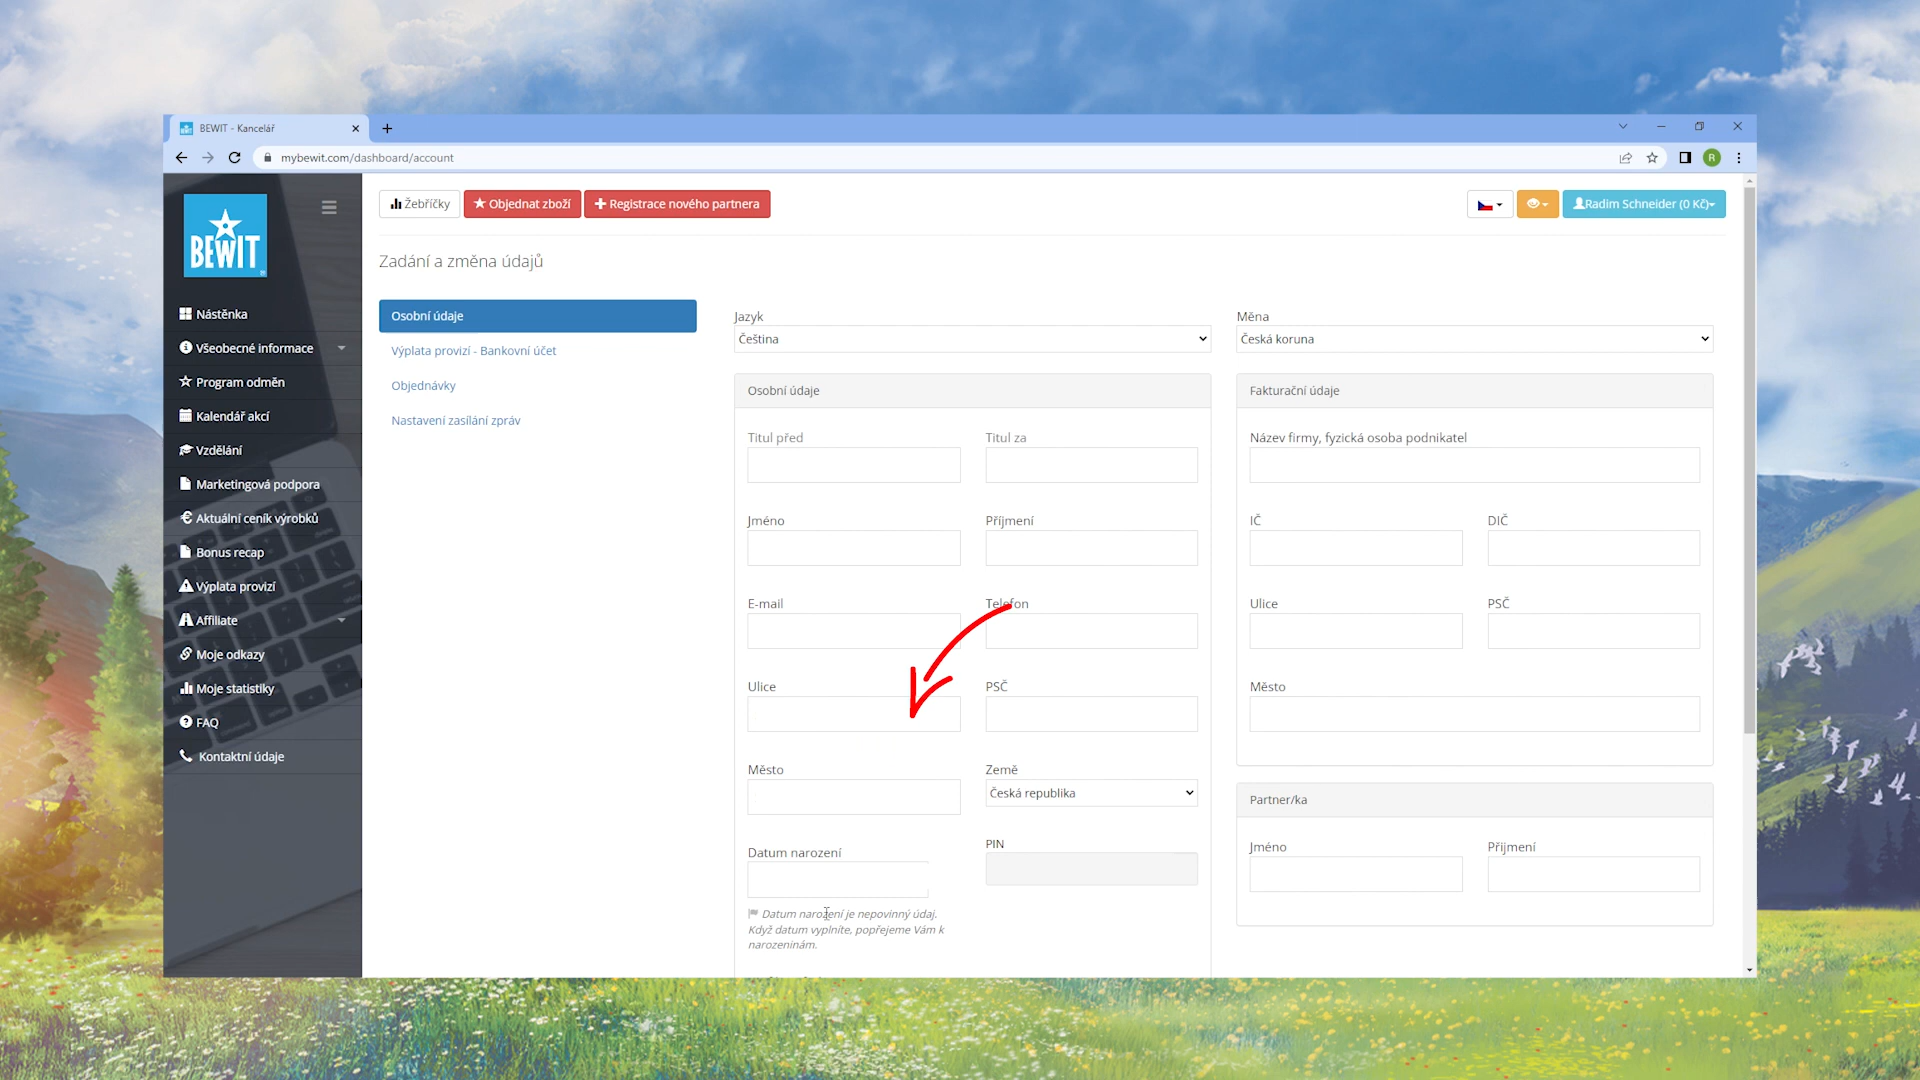 BEWIT - Kancelář
mybewit.com/dashboard/account
R
BEWIT
Žebříčky
Objednat zboží
Registrace nového partnera
Radim Schneider (0 Kč)
Zadání a změna údajů
Nástěnka
Všeobecné informace
Program odměn
Kalendář akcí
Vzdělání
Marketingová podpora
Aktuální ceník výrobků
Bonus recap
Výplata provizí
Affiliate
Moje odkazy
Moje statistiky
FAQ
Kontaktní údaje
Osobní údaje
Výplata provizí - Bankovní účet
Objednávky
Nastavení zasílání zpráv
Jazyk
Čeština
Měna
Česká koruna
Osobní údaje
Titul před
Titul za
Jméno
Příjmení
E-mail
Telefon
Ulice
PSČ
Město
Země
Česká republika
Datum narození
PIN
Datum narození je nepovinný údaj.
Když datum vyplníte, popřejeme Vám k
narozeninám.
Fakturační údaje
Název firmy, fyzická osoba podnikatel
IČ
DIČ
Ulice
PSČ
Město
Partner/ka
Jméno
Přijmení